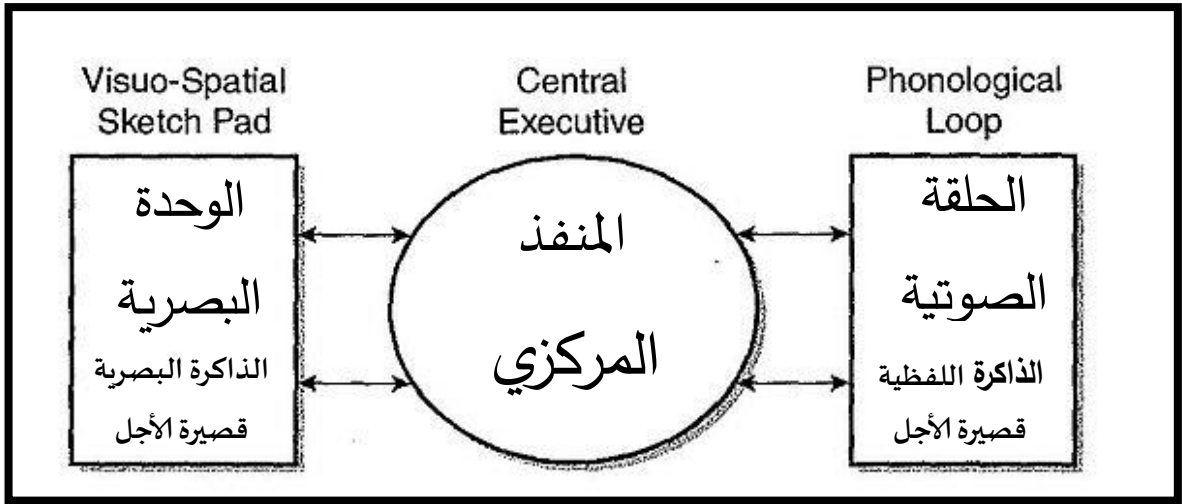 Visuo-Spatial
Sketch Pad
الوحدة
البصرية
الذاكرة البصرية
قصيرة الأجل
Central
Executive
المنفذ
المركزي
Phonological
Loop
الحلقة
الصوتية
الذاكرة اللفظية
قصيرة الأجل